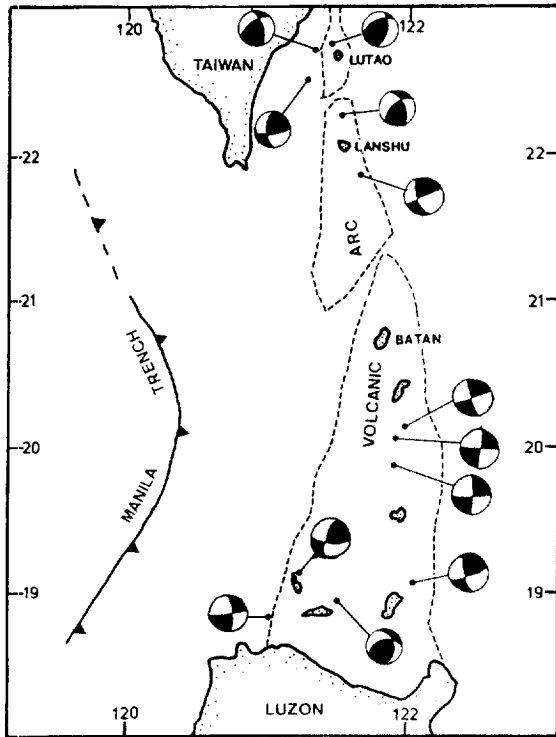 120
122
TAIWAN
LUTAO
22
LANSHU
22
ARC
21
21
BATAN
TRENCH
VOLCANIC
20
20
MANILA
19
19
LUZON
120
122